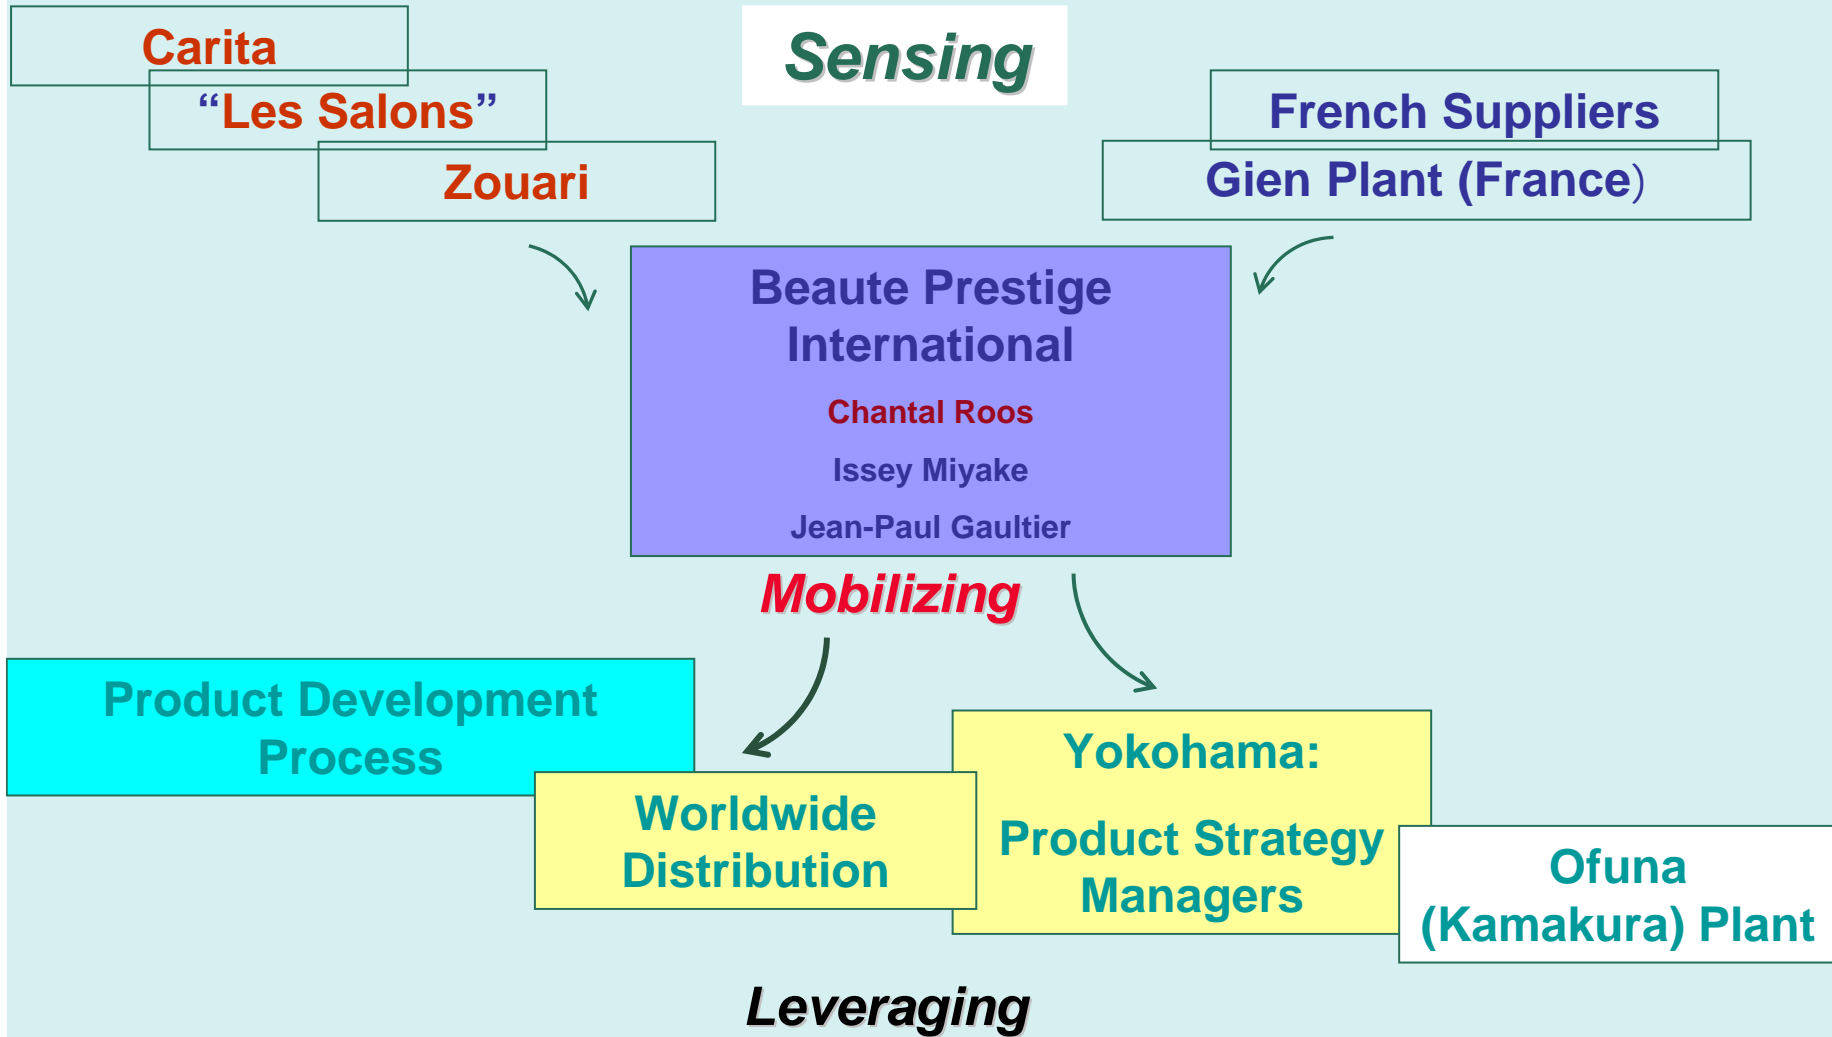 Carita
Sensing
“Les Salons”
French Suppliers
Zouari
Gien Plant (France)
Beaute Prestige
International
Chantal Roos
Issey Miyake
Jean-Paul Gaultier
Mobilizing
Product Development
Process
Worldwide
Distribution
Yokohama:
Product Strategy
Managers
Ofuna
(Kamakura) Plant
Leveraging